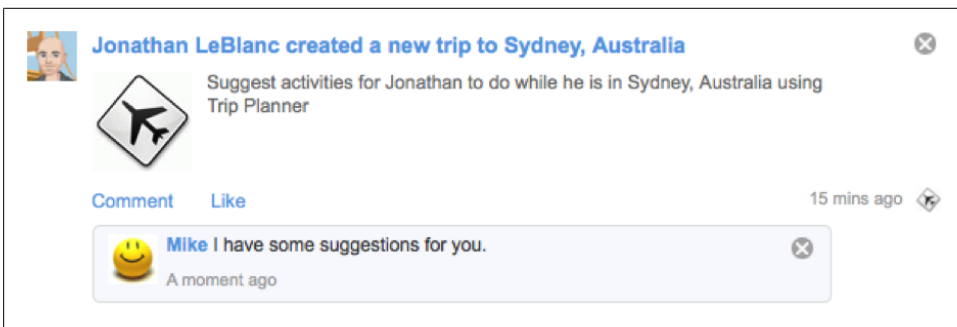 Jonathan LeBlanc created a new trip to Sydney, Australia
Suggest activities for Jonathan to do while he is in Sydney, Australia using
Trip Planner
Comment Like
15 mins ago
Mike I have some suggestions for you.
A moment ago